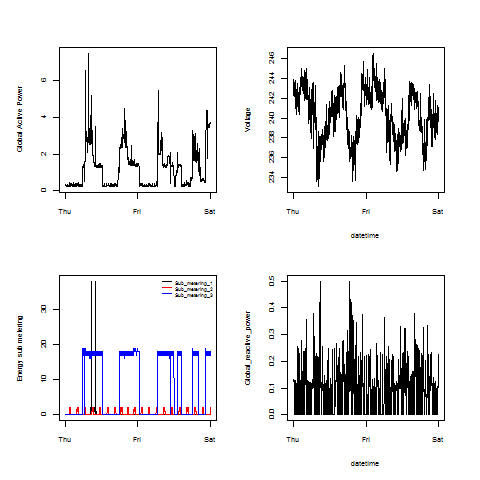 Global Active Power
0 2 4 6
Thu Fri Sat
Voltage
234 236 238 240 242 246
Thu Fri Sat
datetime
Energy sub metering
0 10 20 30
Sub_metering_1
Sub_metering_2
Sub_metering_3
Thu Fri Sat
Global_reactive_power
0.0 0.1 0.2 0.3 0.4 0.5
Thu Fri Sat
datetime